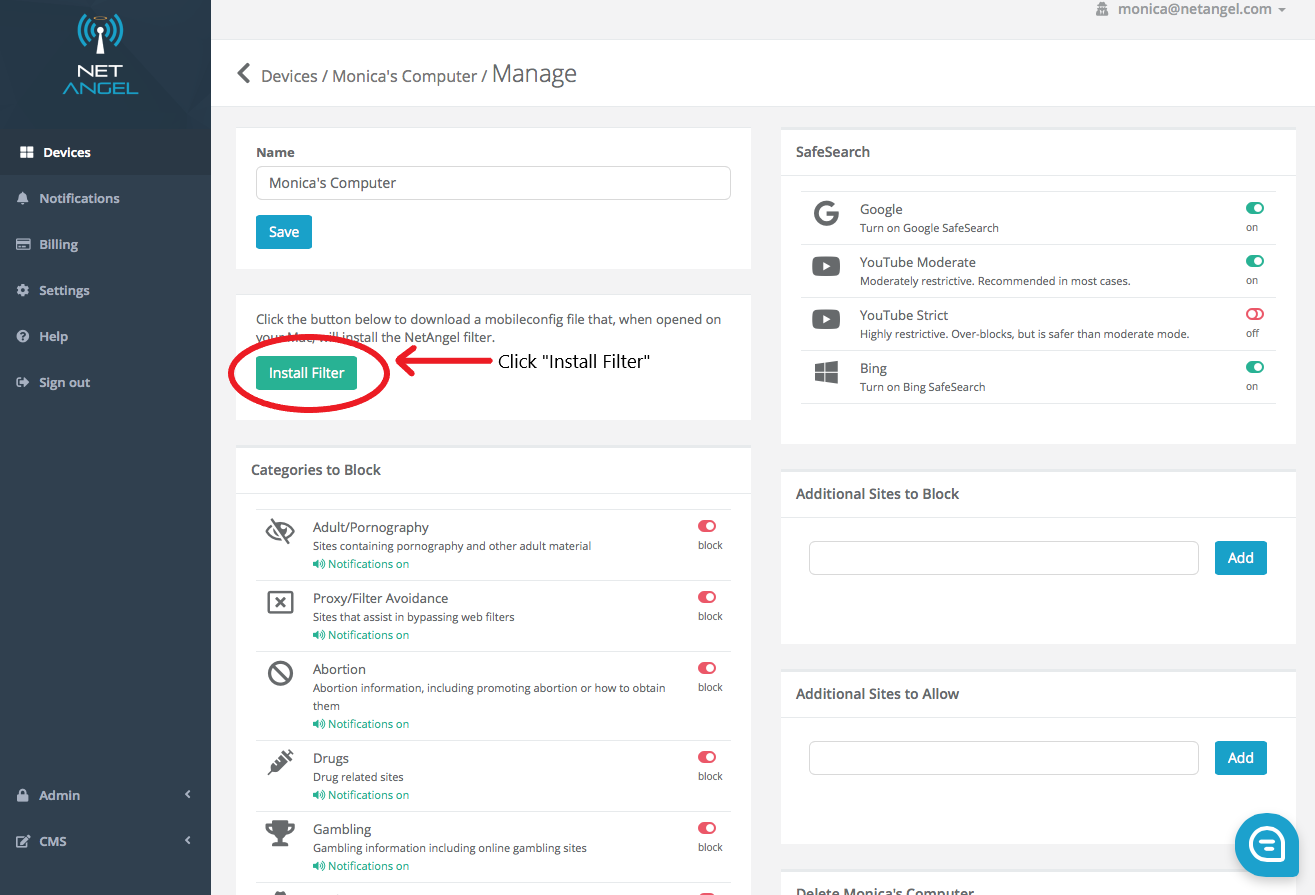 monica@netangel.com
NET
ANGEL
Devices
Notifications
Billing
Settings
Help
Sign out
Admin
CMS
Devices / Monica's Computer / Manage
Name
Monica's Computer
Save
Click the button below to download a mobileconfig file that, when opened on
your Mac, will install the NetAngel filter.
Install Filter
Click "Install Filter"
Categories to Block
Adult/Pornography
Sites containing pornography and other adult material
Notifications on
block
Proxy/Filter Avoidance
Sites that assist in bypassing web filters
Notifications on
block
Abortion
Abortion information, including promoting abortion or how to obtain
them
Notifications on
block
Drugs
Drug related sites
Notifications on
block
Gambling
Gambling information including online gambling sites
Notifications on
block
SafeSearch
Google
Turn on Google SafeSearch
on
YouTube Moderate
Moderately restrictive. Recommended in most cases.
on
YouTube Strict
Highly restrictive. Over-blocks, but is safer than moderate mode.
off
Bing
Turn on Bing SafeSearch
on
Additional Sites to Block
Add
Additional Sites to Allow
Add
Delete Monica's Computer